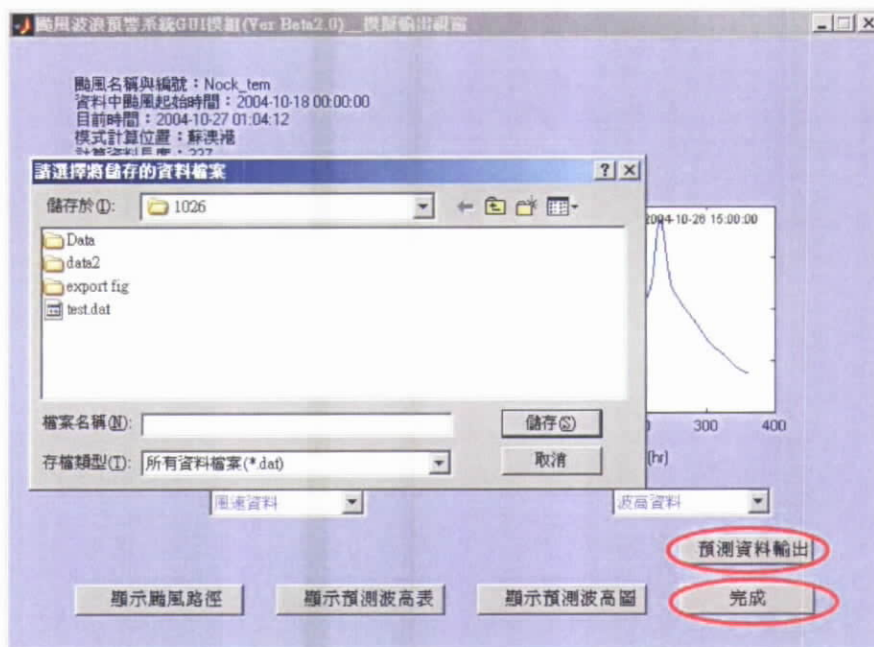 颱風波浪預警系統GUI模組(Ver Beta2.0)__模擬輸出視窗
颱風名稱與編號：Nock_tem
資料中颱風起始時間：2004-10-18 00:00:00
目前時間：2004-10-27 01:04:12
模式計算位置：蘇澳港
計算資料長度：227
請選擇將儲存的資料檔案
儲存於(I): 1026
Data
data2
export fig
test.dat
檔案名稱(N):
儲存(S)
存檔類型(T): 所有資料檔案(*.dat)
取消
2004-10-26 15:00:00
300 400
(hr)
風速資料
波高資料
預測資料輸出
顯示颱風路徑
顯示預測波高表
顯示預測波高圖
完成